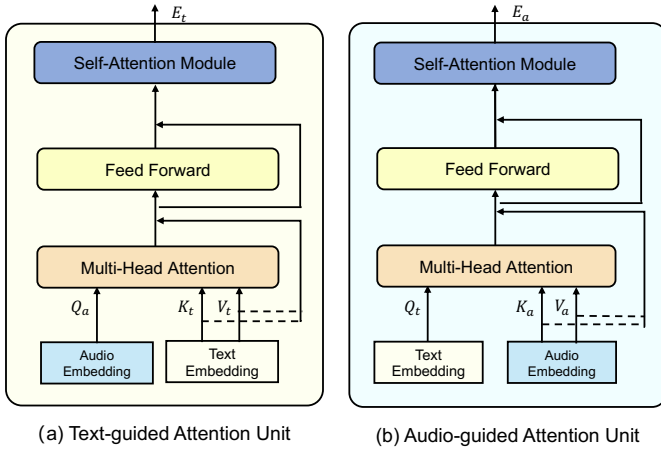 E_t
Self-Attention Module
Feed Forward
Multi-Head Attention
Q_a
K_t
V_t
Audio
Embedding
Text
Embedding
(a) Text-guided Attention Unit
E_a
Self-Attention Module
Feed Forward
Multi-Head Attention
Q_t
K_a
V_a
Text
Embedding
Audio
Embedding
(b) Audio-guided Attention Unit